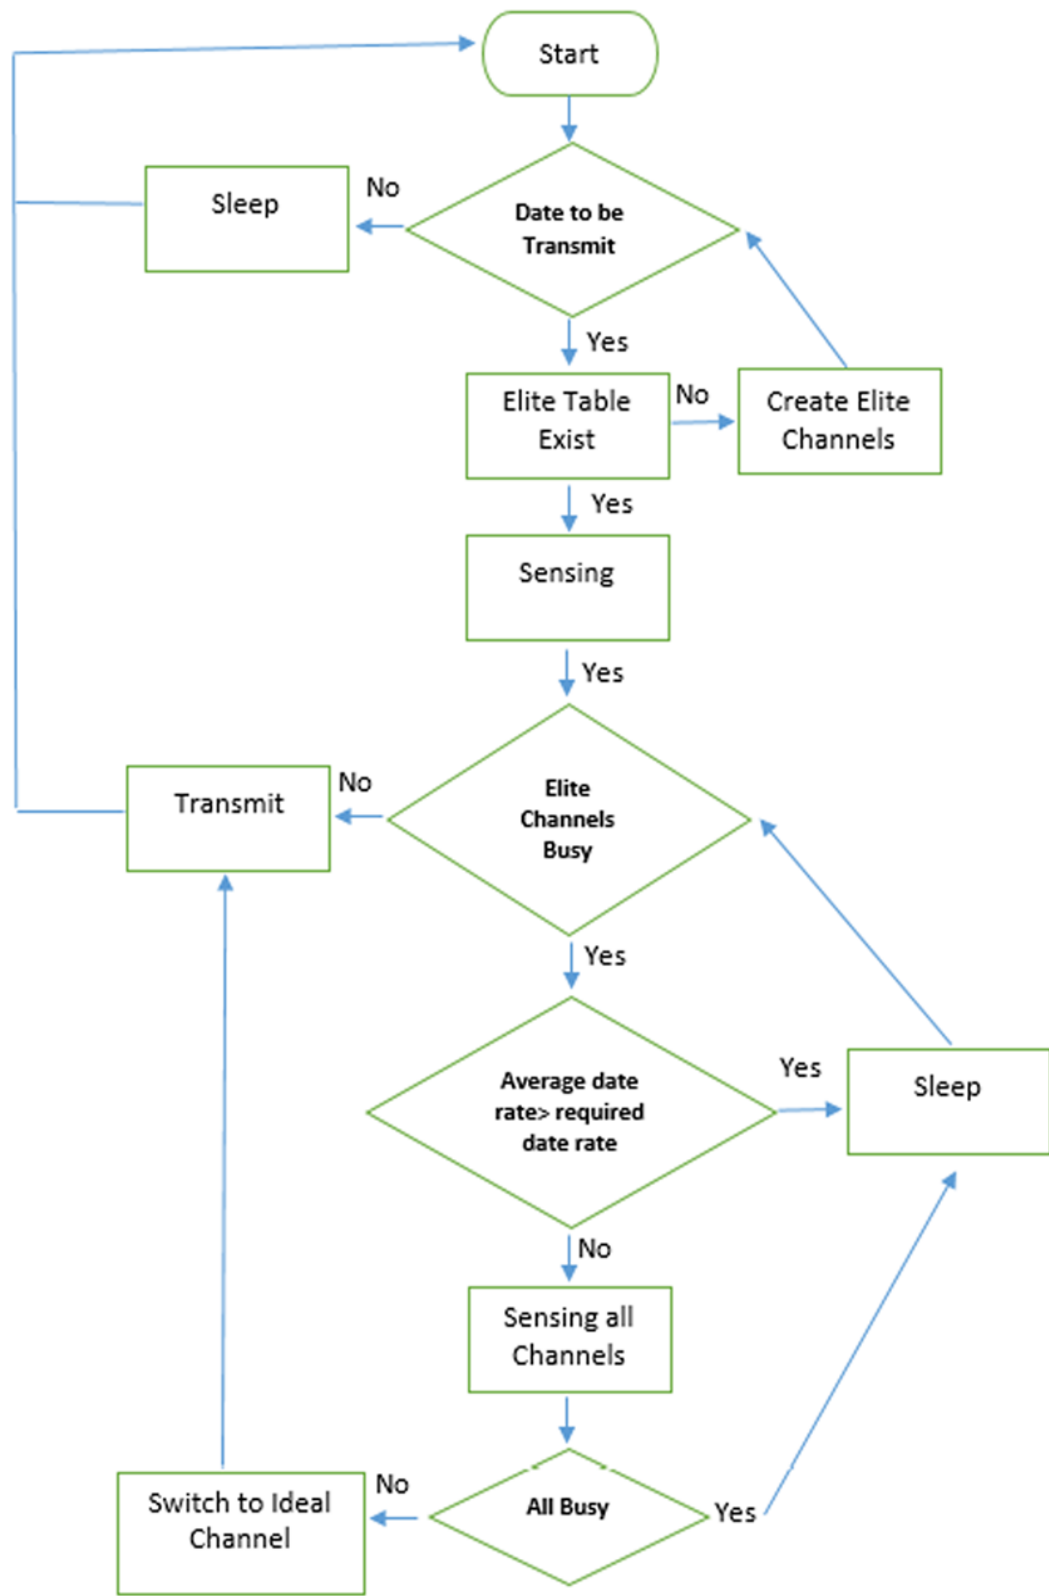 Start
No
Sleep
Date to be
Transmit
Yes
Elite Table
Exist
No
Create Elite
Channels
Yes
Sensing
Yes
Elite
Channels
Busy
No
Transmit
Yes
Average date
rate> required
date rate
Yes
Sleep
No
Sensing all
Channels
All Busy
No
Switch to Ideal
Channel
Yes